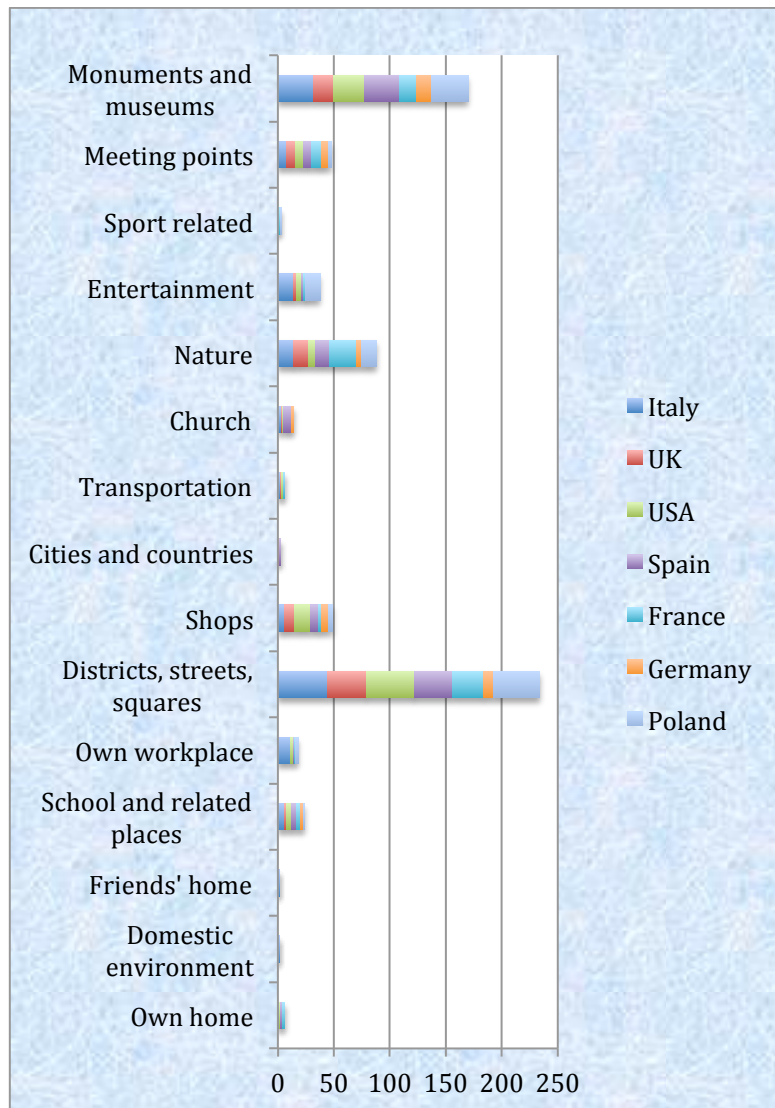 Monuments and
museums
Meeting points
Sport related
Entertainment
Nature
Church
Transportation
Cities and countries
Shops
Districts, streets,
squares
Own workplace
School and related
places
Friends' home
Domestic
environment
Own home
0 50 100 150 200 250
Italy
UK
USA
Spain
France
Germany
Poland